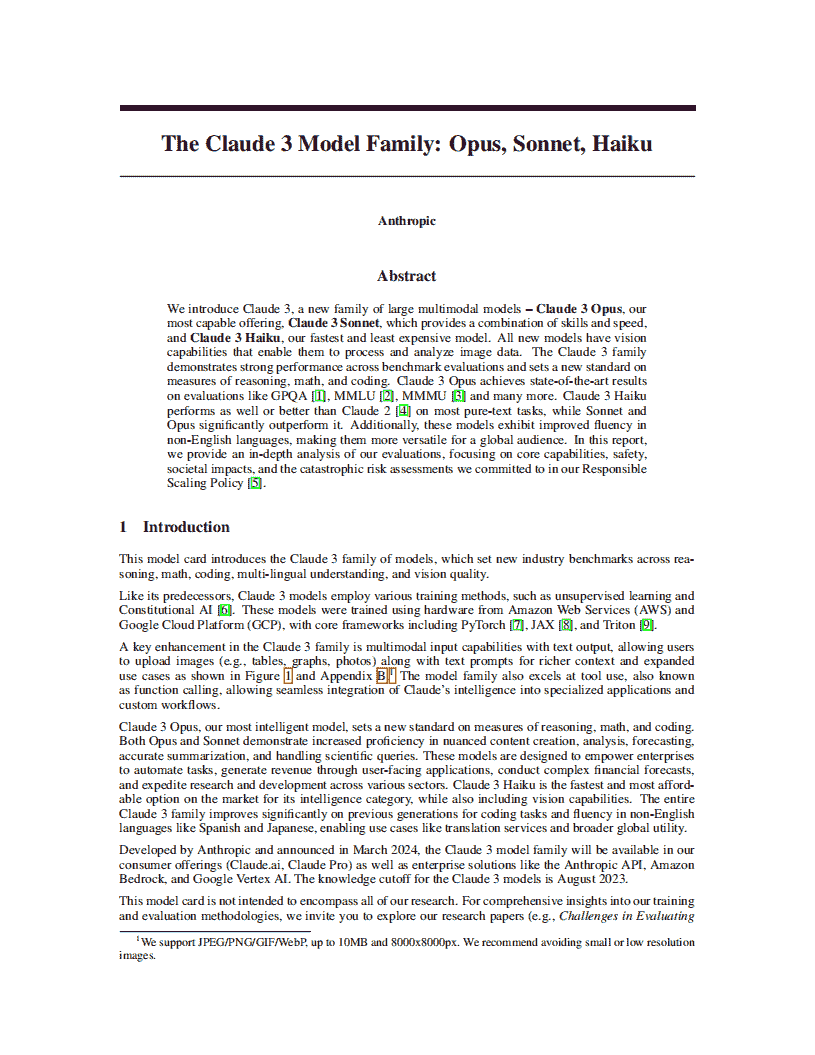 The Claude 3 Model Family: Opus, Sonnet, Haiku
Anthropic
Abstract
We introduce Claude 3, a new family of large multimodal models – Claude 3 Opus, our
most capable offering, Claude 3 Sonnet, which provides a combination of skills and speed,
and Claude 3 Haiku, our fastest and least expensive model. All new models have vision
capabilities that enable them to process and analyze image data. The Claude 3 family
demonstrates strong performance across benchmark evaluations and sets a new standard on
measures of reasoning, math, and coding. Claude 3 Opus achieves state-of-the-art results
on evaluations like GPQA [1], MMLU [2], MMMU [3] and many more. Claude 3 Haiku
performs as well or better than Claude 2 [4] on most pure-text tasks, while Sonnet and
Opus significantly outperform it. Additionally, these models exhibit improved fluency in
non-English languages, making them more versatile for a global audience. In this report,
we provide an in-depth analysis of our evaluations, focusing on core capabilities, safety,
societal impacts, and the catastrophic risk assessments we committed to in our Responsible
Scaling Policy [5].
1 Introduction
This model card introduces the Claude 3 family of models, which set new industry benchmarks across rea-
soning, math, coding, multi-lingual understanding, and vision quality.
Like its predecessors, Claude 3 models employ various training methods, such as unsupervised learning and
Constitutional AI [6]. These models were trained using hardware from Amazon Web Services (AWS) and
Google Cloud Platform (GCP), with core frameworks including PyTorch [7], JAX [8], and Triton [9].
A key enhancement in the Claude 3 family is multimodal input capabilities with text output, allowing users
to upload images (e.g., tables, graphs, photos) along with text prompts for richer context and expanded
use cases as shown in Figure 1 and Appendix B.1 The model family also excels at tool use, also known
as function calling, allowing seamless integration of Claude's intelligence into specialized applications and
custom workflows.
Claude 3 Opus, our most intelligent model, sets a new standard on measures of reasoning, math, and coding.
Both Opus and Sonnet demonstrate increased proficiency in nuanced content creation, analysis, forecasting,
accurate summarization, and handling scientific queries. These models are designed to empower enterprises
to automate tasks, generate revenue through user-facing applications, conduct complex financial forecasts,
and expedite research and development across various sectors. Claude 3 Haiku is the fastest and most afford-
able option on the market for its intelligence category, while also including vision capabilities. The entire
Claude 3 family improves significantly on previous generations for coding tasks and fluency in non-English
languages like Spanish and Japanese, enabling use cases like translation services and broader global utility.
Developed by Anthropic and announced in March 2024, the Claude 3 model family will be available in our
consumer offerings (Claude.ai, Claude Pro) as well as enterprise solutions like the Anthropic API, Amazon
Bedrock, and Google Vertex AI. The knowledge cutoff for the Claude 3 models is August 2023.
This model card is not intended to encompass all of our research. For comprehensive insights into our training
and evaluation methodologies, we invite you to explore our research papers (e.g., Challenges in Evaluating
1We support JPEG/PNG/GIF/WebP, up to 10MB and 8000x8000px. We recommend avoiding small or low resolution
images.